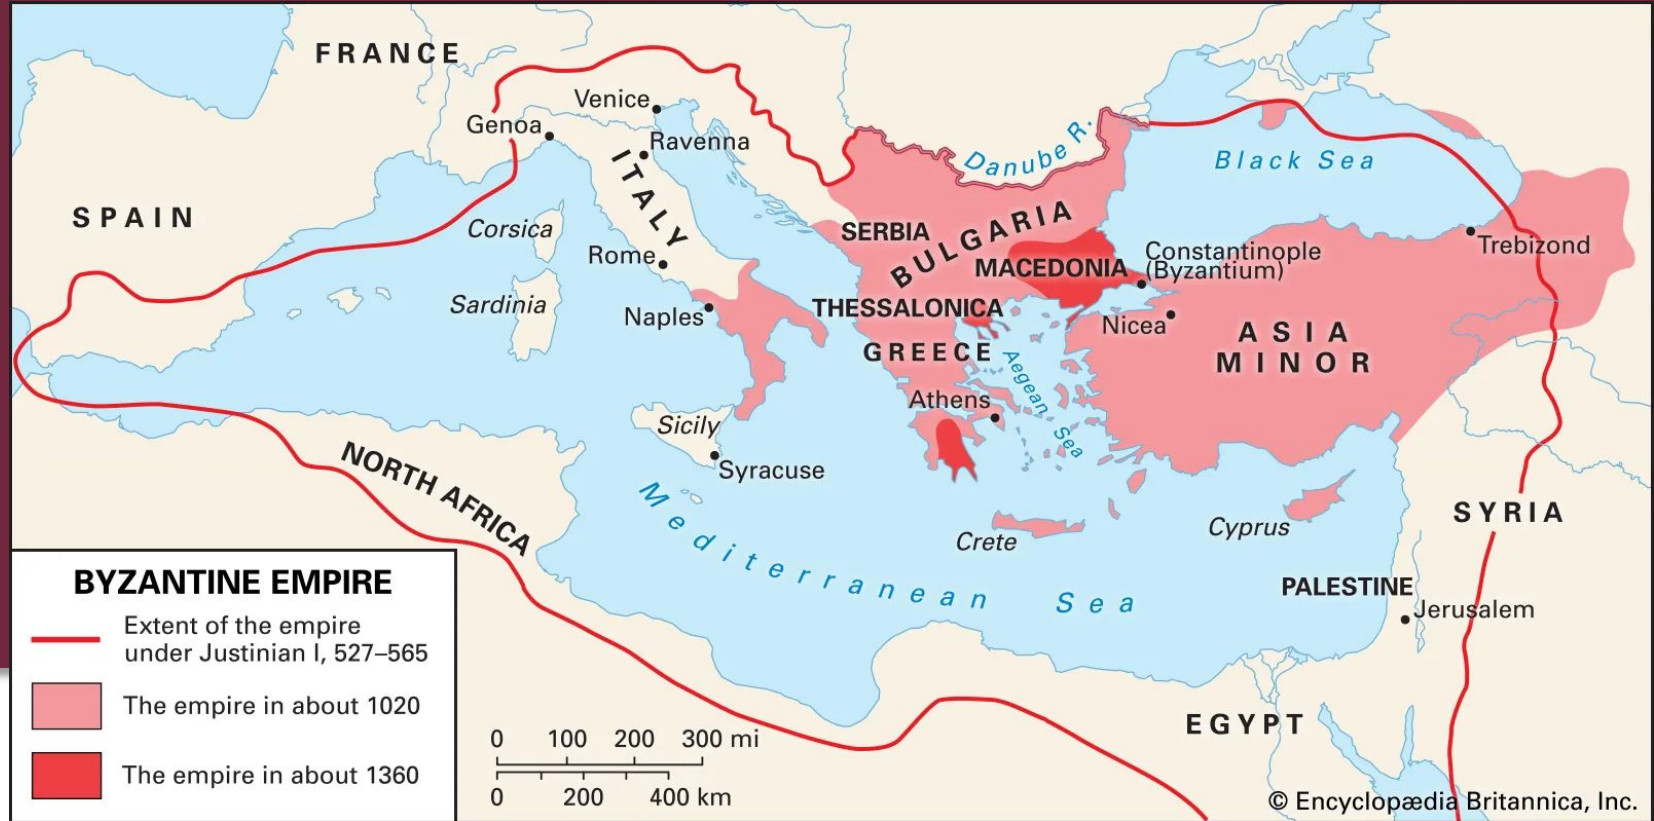 FRANCE
Venice
Genoa
Ravenna
Danube R.
Black Sea
ITALY
SPAIN
Corsica
SERBIA
BULGARIA
Rome
Constantinople
(Byzantium)
Trebizond
MACEDONIA
Sardinia
Naples
THESSALONICA
Nicea
ASIA
MINOR
GREECE
Aegean Sea
Athens
Sicily
Syracuse
NORTH AFRICA
Mediterranean Sea
Crete
Cyprus
SYRIA
PALESTINE
Jerusalem
EGYPT
BYZANTINE EMPIRE
Extent of the empire
under Justinian I, 527–565
The empire in about 1020
The empire in about 1360
0 100 200 300 mi
0 200 400 km
© Encyclopædia Britannica, Inc.